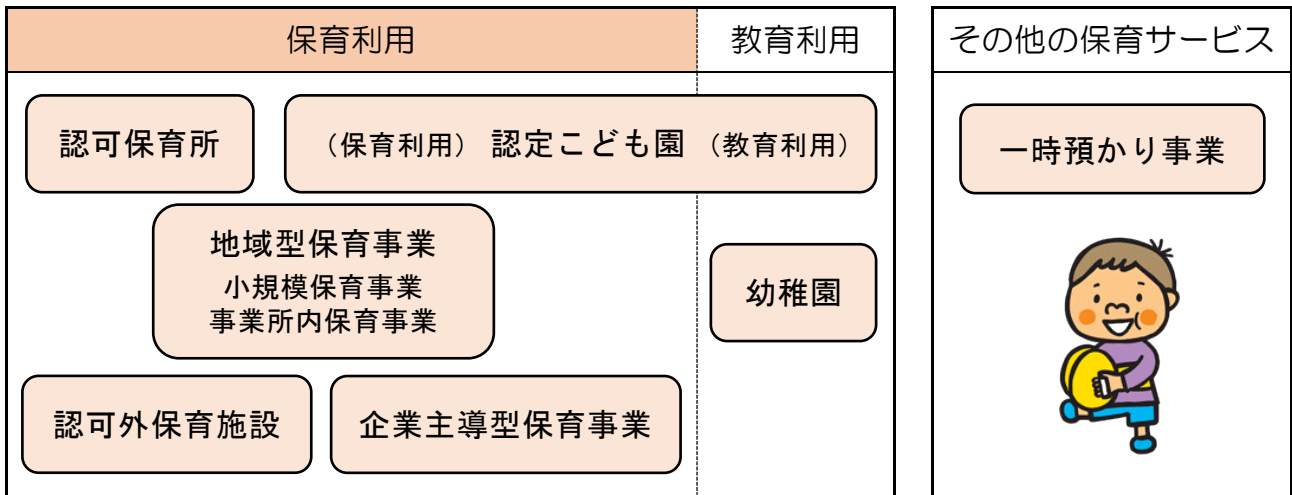 保育利用
教育利用
その他の保育サービス
認可保育所
（保育利用） 認定こども園 （教育利用）
一時預かり事業
地域型保育事業
小規模保育事業
事業所内保育事業
幼稚園
認可外保育施設
企業主導型保育事業